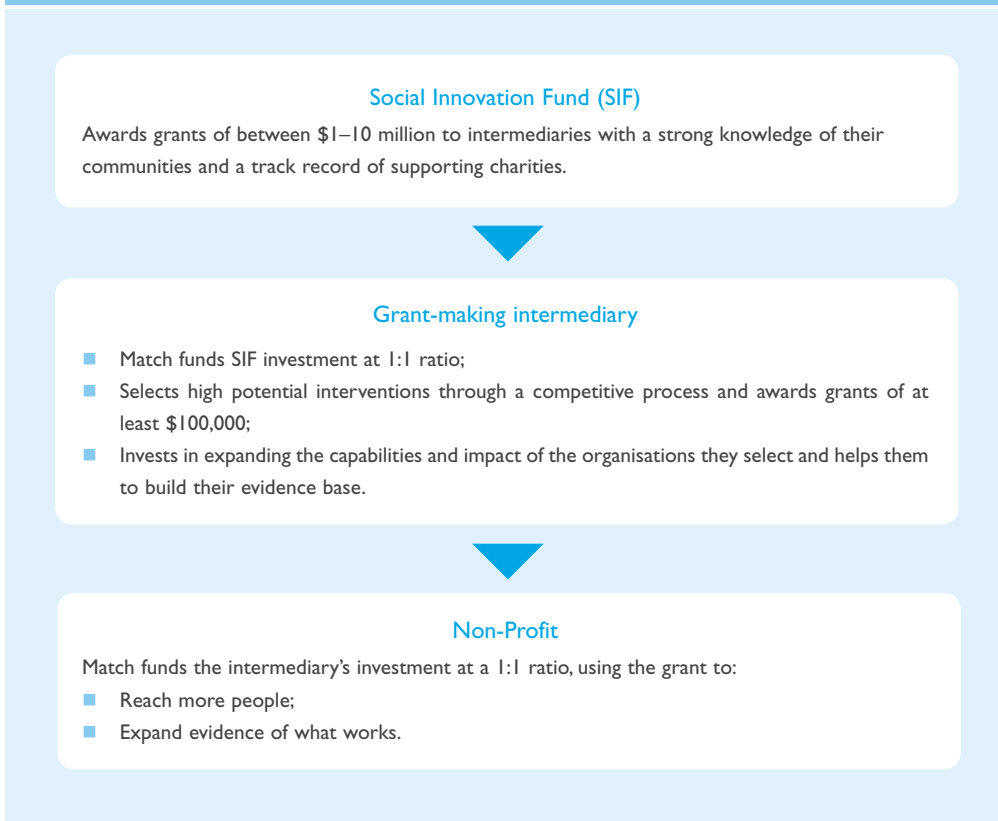 Social Innovation Fund (SIF)
Awards grants of between $1–10 million to intermediaries with a strong knowledge of their
communities and a track record of supporting charities.
Grant-making intermediary
■ Match funds SIF investment at 1:1 ratio;
■ Selects high potential interventions through a competitive process and awards grants of at
least $100,000;
■ Invests in expanding the capabilities and impact of the organisations they select and helps them
to build their evidence base.
Non-Profit
Match funds the intermediary’s investment at a 1:1 ratio, using the grant to:
■ Reach more people;
■ Expand evidence of what works.